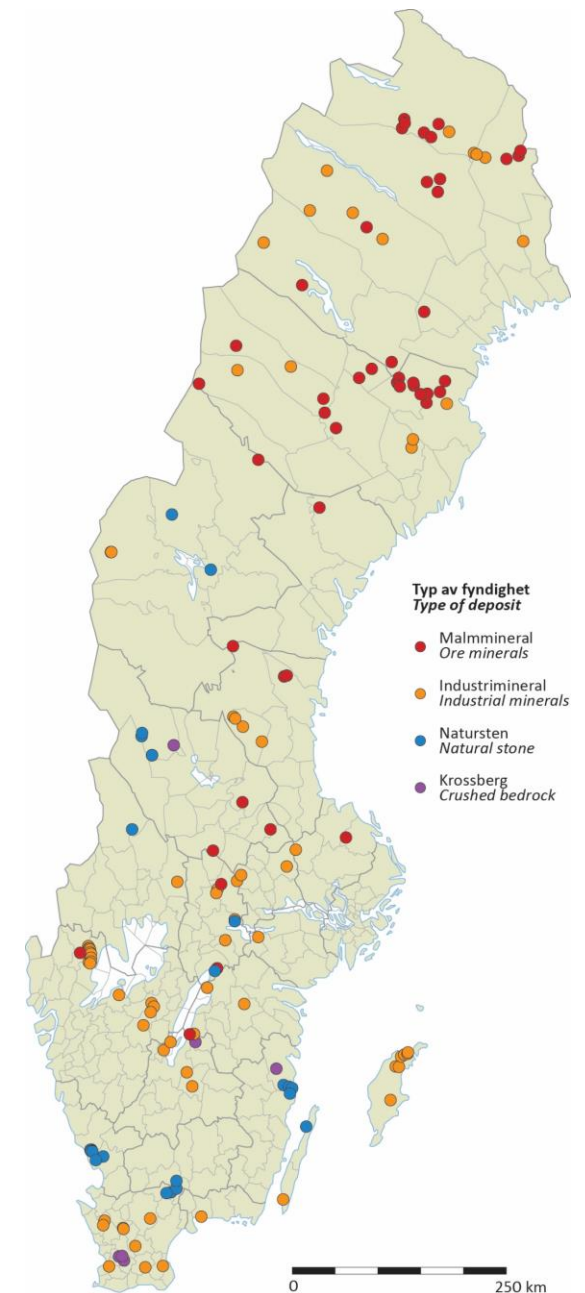 Typ av fyndighet
Type of deposit
Malmmineral
Ore minerals
Industrimineral
Industrial minerals
Natursten
Natural stone
Krossberg
Crushed bedrock
0
250 km